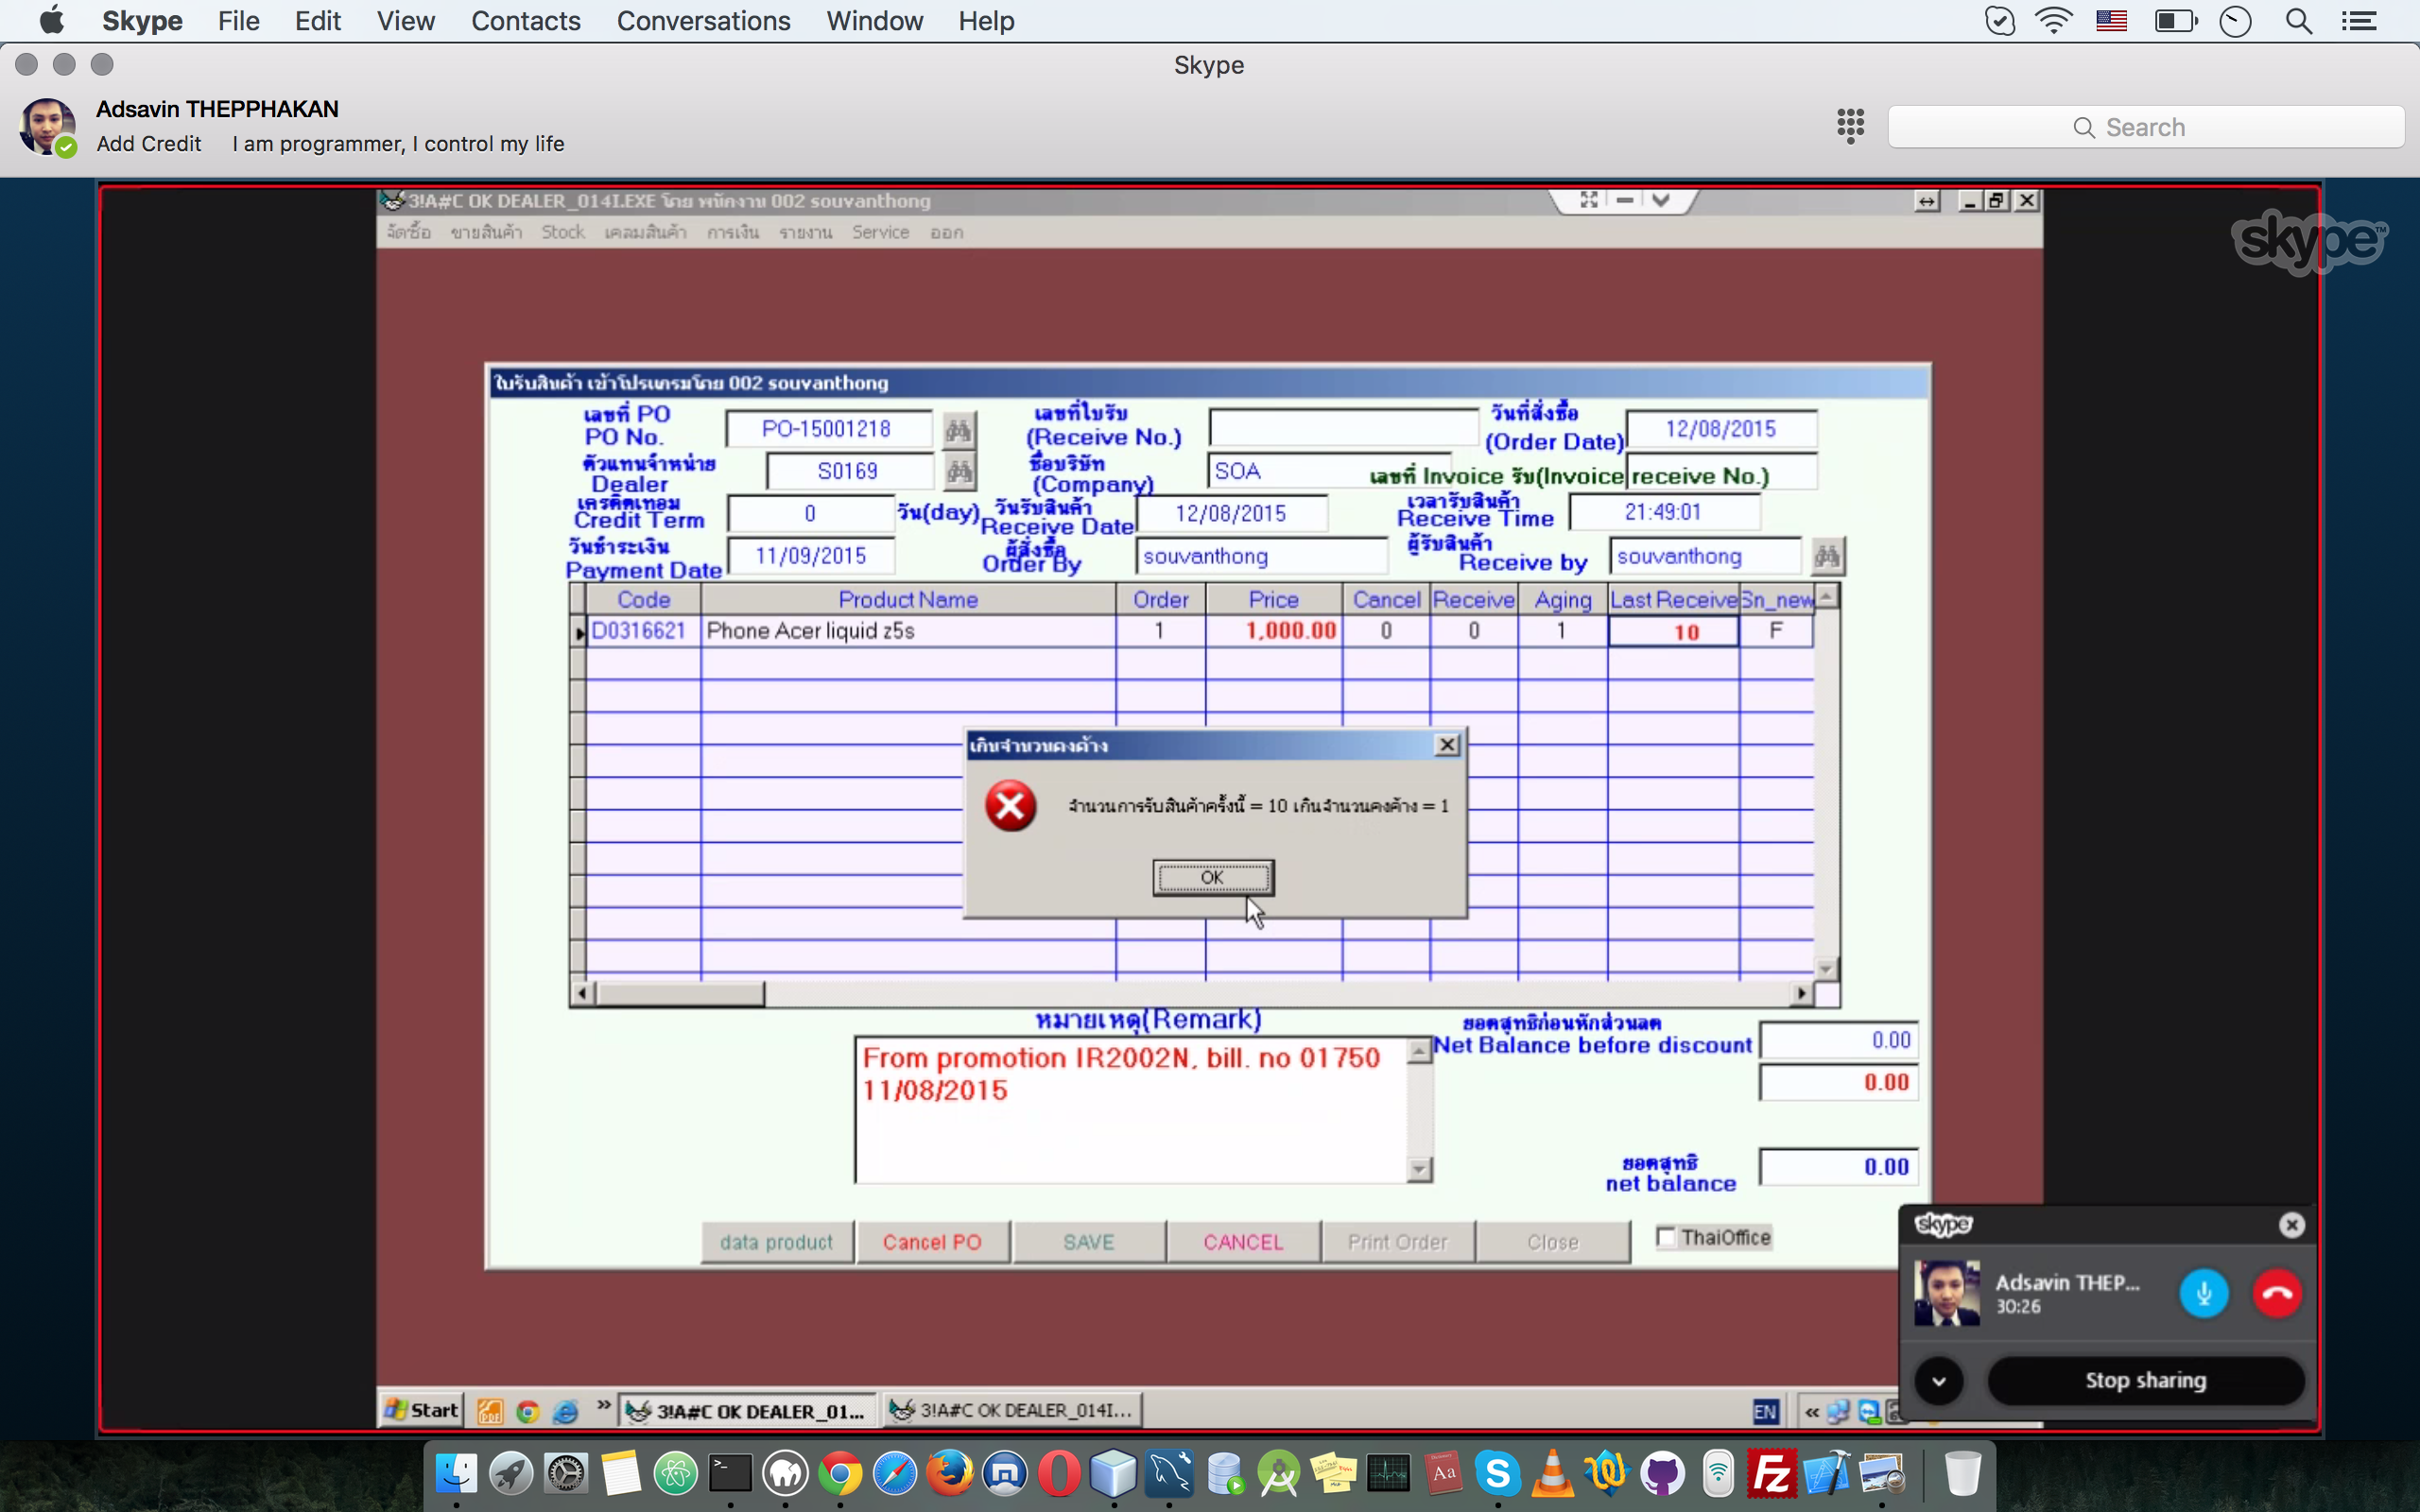 Skype File Edit View Contacts Conversations Window Help
Skype
Adsavin THEPPHAKAN
Add Credit I am programmer, I control my life
Search
3!A#C OK DEALER_014I.EXE โดย พนักงาน 002 souvanthong
skype™
จัดซื้อ ขายสินค้า Stock เคลมสินค้า การเงิน รายงาน Service ออก
ใบรับสินค้า เข้าโปรแกรมโดย 002 souvanthong
เลขที่ PO
PO No.
PO-15001218
เลขที่ใบรับ
(Receive No.)
วันที่สั่งซื้อ
(Order Date)
12/08/2015
ตัวแทนจำหน่าย
Dealer
S0169
ชื่อบริษัท
(Company)
SOA
เลขที่ Invoice รับ(Invoice receive No.)
เครดิตเทอม
Credit Term
0
วัน(day)
วันรับสินค้า
Receive Date
12/08/2015
เวลารับสินค้า
Receive Time
21:49:01
วันชำระเงิน
Payment Date
11/09/2015
ผู้สั่งซื้อ
Order By
souvanthong
ผู้รับสินค้า
Receive by
souvanthong
Code Product Name Order Price Cancel Receive Aging Last Receive Sn_new
D0316621 Phone Acer liquid z5s 1 1,000.00 0 0 1 10 F
เกินจำนวนคงค้าง
จำนวนการรับสินค้าครั้งนี้ = 10 เกินจำนวนคงค้าง = 1
OK
หมายเหตุ(Remark)
From promotion IR2002N, bill. no 01750
11/08/2015
ยอดสุทธิก่อนหักส่วนลด
Net Balance before discount
0.00
0.00
ยอดสุทธิ
net balance
0.00
data product Cancel PO SAVE CANCEL Print Order Close ThaiOffice
skype
Adsavin THEP...
30:26
Stop sharing
Start 3!A#C OK DEALER_01... 3!A#C OK DEALER_014I... EN